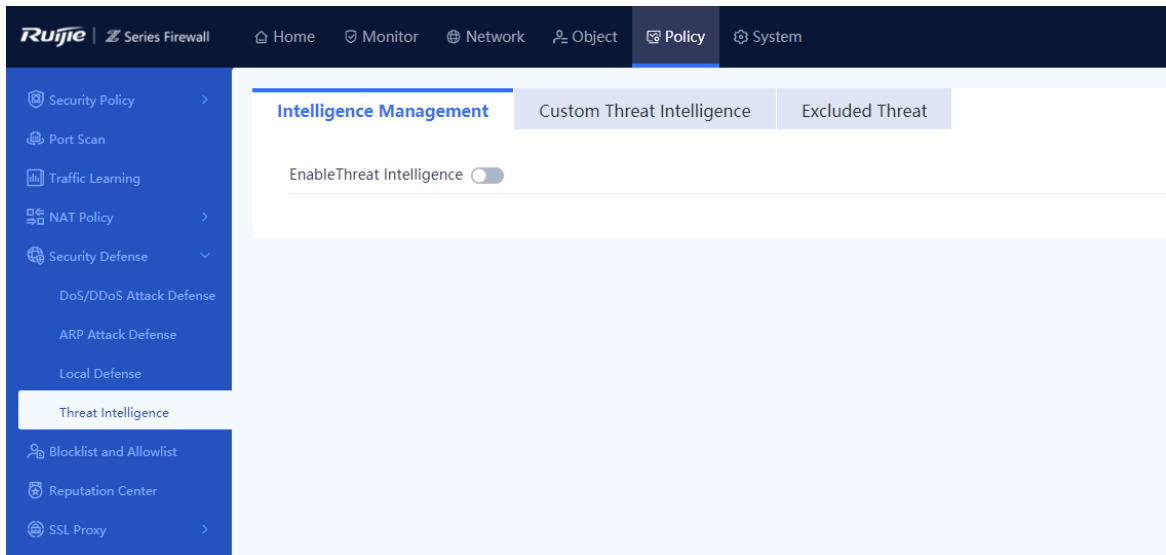 Ruijie | Z Series Firewall Home Monitor Network Object Policy System
Security Policy
Port Scan
Traffic Learning
NAT Policy
Security Defense
DoS/DDoS Attack Defense
ARP Attack Defense
Local Defense
Threat Intelligence
Blocklist and Allowlist
Reputation Center
SSL Proxy
Intelligence Management Custom Threat Intelligence Excluded Threat
EnableThreat Intelligence